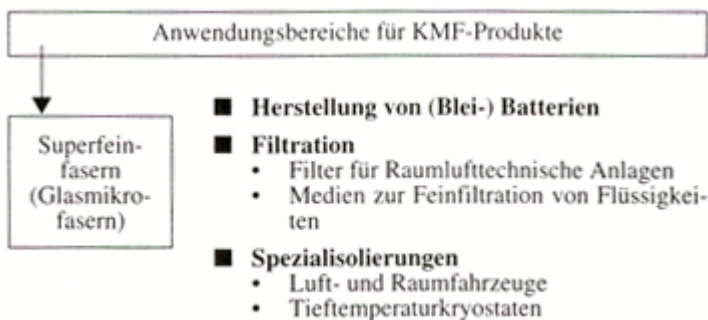 Anwendungsbereiche für KMF-Produkte
Superfein-
fasern
(Glasmikro-
fasern)
■ Herstellung von (Blei-) Batterien
■ Filtration
• Filter für Raumlufttechnische Anlagen
• Medien zur Feinfiltration von Flüssigkei-
ten
■ Spezialisolierungen
• Luft- und Raumfahrzeuge
• Tieftemperaturkryostaten